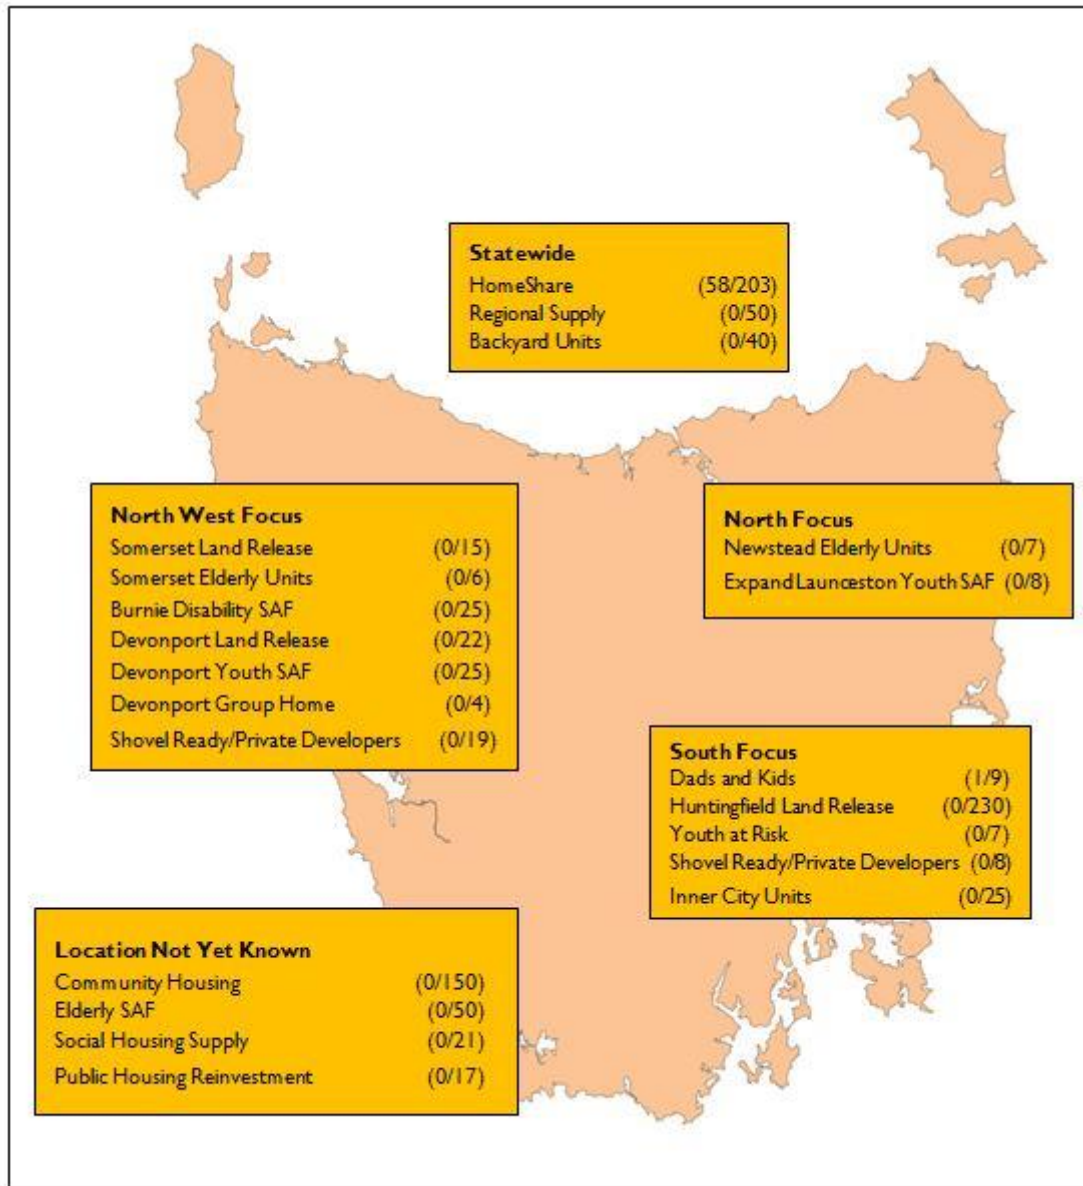 Statewide
HomeShare (58/203)
Regional Supply (0/50)
Backyard Units (0/40)
North West Focus
Somerset Land Release (0/15)
Somerset Elderly Units (0/6)
Burnie Disability SAF (0/25)
Devonport Land Release (0/22)
Devonport Youth SAF (0/25)
Devonport Group Home (0/4)
Shovel Ready/Private Developers (0/19)
North Focus
Newstead Elderly Units (0/7)
Expand Launceston Youth SAF (0/8)
South Focus
Dads and Kids (1/9)
Huntingfield Land Release (0/230)
Youth at Risk (0/7)
Shovel Ready/Private Developers (0/8)
Inner City Units (0/25)
Location Not Yet Known
Community Housing (0/150)
Elderly SAF (0/50)
Social Housing Supply (0/21)
Public Housing Reinvestment (0/17)